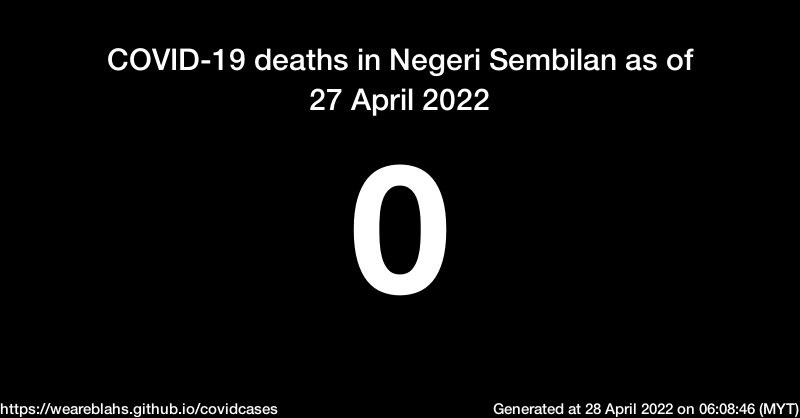 COVID-19 deaths in Negeri Sembilan as of
27 April 2022
0
https://weareblahs.github.io/covidcases
Generated at 28 April 2022 on 06:08:46 (MYT)